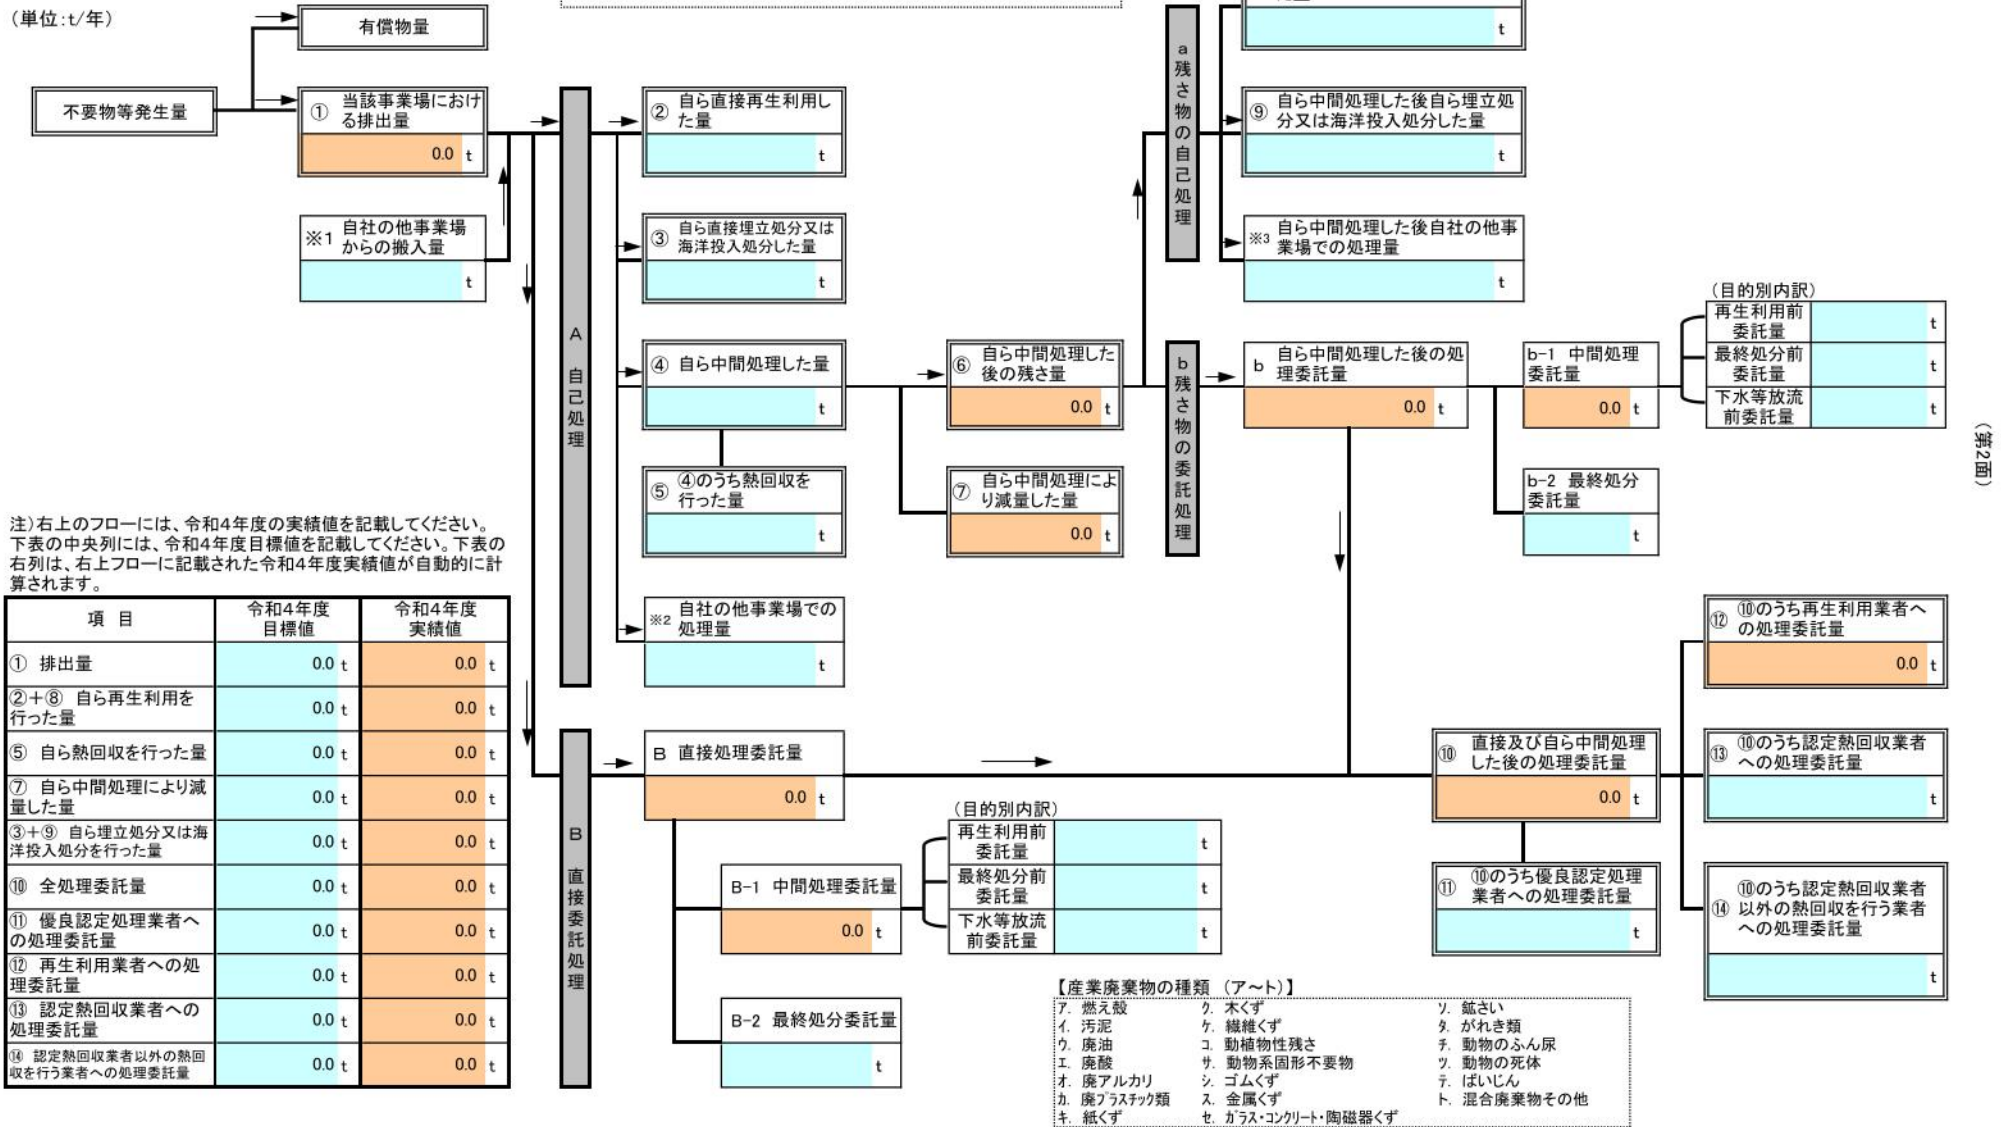 (単位:t/年)
有償物量
不要物等発生量
① 当該事業場におけ
る排出量
0.0 t
※1 自社の他事業場
からの搬入量
t
A 自己処理
② 自ら直接再生利用し
た量
t
③ 自ら直接埋立処分又は
海洋投入処分した量
t
④ 自ら中間処理した量
t
⑤ ④のうち熱回収を
行った量
t
※2 自社の他事業場での
処理量
t
⑥ 自ら中間処理した
後の残さ量
0.0 t
⑦ 自ら中間処理によ
り減量した量
0.0 t
a 残さ物の自己処理
t
⑨ 自ら中間処理した後自ら埋立処
分又は海洋投入処分した量
t
※3 自ら中間処理した後自社の他事
業場での処理量
t
b 残さ物の委託処理
b 自ら中間処理した後の処
理委託量
0.0 t
b-1 中間処理
委託量
0.0 t
b-2 最終処分
委託量
t
(目的別内訳)
再生利用前
委託量
t
最終処分前
委託量
t
下水等放流
前委託量
t
(第2面)
注)右上のフローには、令和4年度の実績値を記載してください。
下表の中央列には、令和4年度目標値を記載してください。下表の
右列は、右上フローに記載された令和4年度実績値が自動的に計
算されます。
項 目 令和4年度
目標値 令和4年度
実績値
① 排出量 0.0 t 0.0 t
②+⑧ 自ら再生利用を
行った量 0.0 t 0.0 t
⑤ 自ら熱回収を行った量 0.0 t 0.0 t
⑦ 自ら中間処理により減
量した量 0.0 t 0.0 t
③+⑨ 自ら埋立処分又は海
洋投入処分を行った量 0.0 t 0.0 t
⑩ 全処理委託量 0.0 t 0.0 t
⑪ 優良認定処理業者へ
の処理委託量 0.0 t 0.0 t
⑫ 再生利用業者への処
理委託量 0.0 t 0.0 t
⑬ 認定熱回収業者への
処理委託量 0.0 t 0.0 t
⑭ 認定熱回収業者以外の熱回
収を行う業者への処理委託量 0.0 t 0.0 t
B 直接委託処理
B 直接処理委託量
0.0 t
B-1 中間処理委託量
0.0 t
B-2 最終処分委託量
t
(目的別内訳)
再生利用前
委託量
t
最終処分前
委託量
t
下水等放流
前委託量
t
⑩ 直接及び自ら中間処理
した後の処理委託量
0.0 t
⑪ ⑩のうち優良認定処理
業者への処理委託量
t
⑫ ⑩のうち再生利用業者へ
の処理委託量
0.0 t
⑬ ⑩のうち認定熱回収業者
への処理委託量
t
⑭ ⑩のうち認定熱回収業者
以外の熱回収を行う業者
への処理委託量
t
【産業廃棄物の種類 (ア~ト)】
ア. 燃え殻 ク. 木くず ソ. 鉱さい
イ. 汚泥 ケ. 繊維くず タ. がれき類
ウ. 廃油 コ. 動植物性残さ チ. 動物のふん尿
エ. 廃酸 サ. 動物系固形不要物 ツ. 動物の死体
オ. 廃アルカリ シ. ゴムくず テ. ばいじん
カ. 廃プラスチック類 ス. 金属くず ト. 混合廃棄物その他
キ. 紙くず セ. ガラス・コンクリート・陶磁器くず